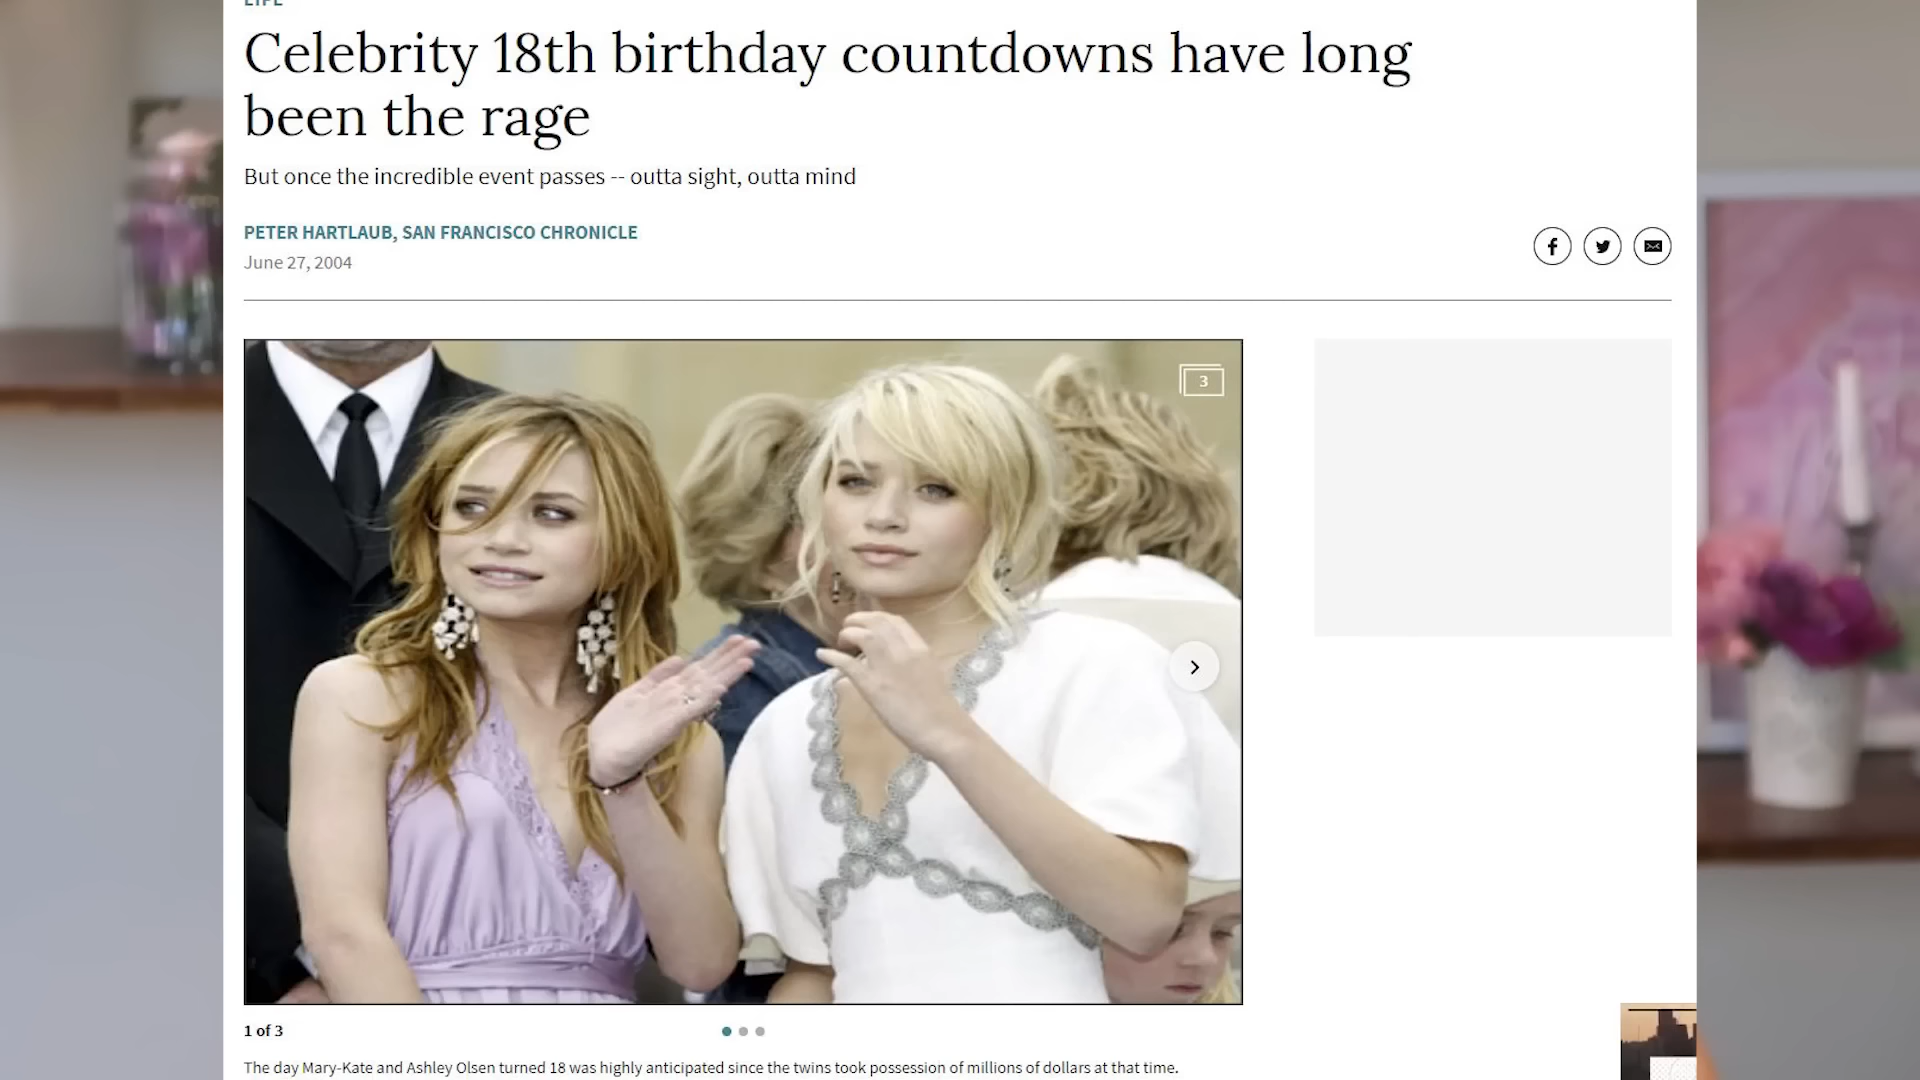 LIFE
Celebrity 18th birthday countdowns have long
been the rage
But once the incredible event passes -- outta sight, outta mind
PETER HARTLAUB, SAN FRANCISCO CHRONICLE
June 27, 2004
3
1 of 3
The day Mary-Kate and Ashley Olsen turned 18 was highly anticipated since the twins took possession of millions of dollars at that time.